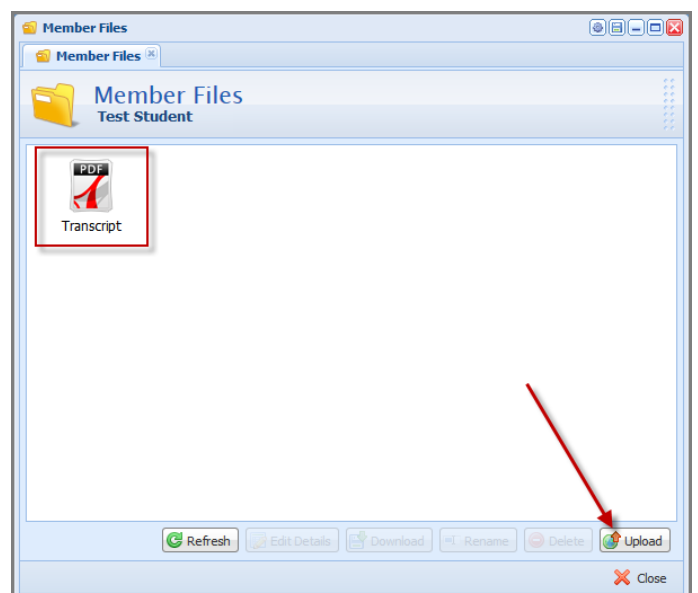 Member Files
Member Files
Member Files
Test Student
PDF
Transcript
Refresh Edit Details Download Rename Delete Upload
Close